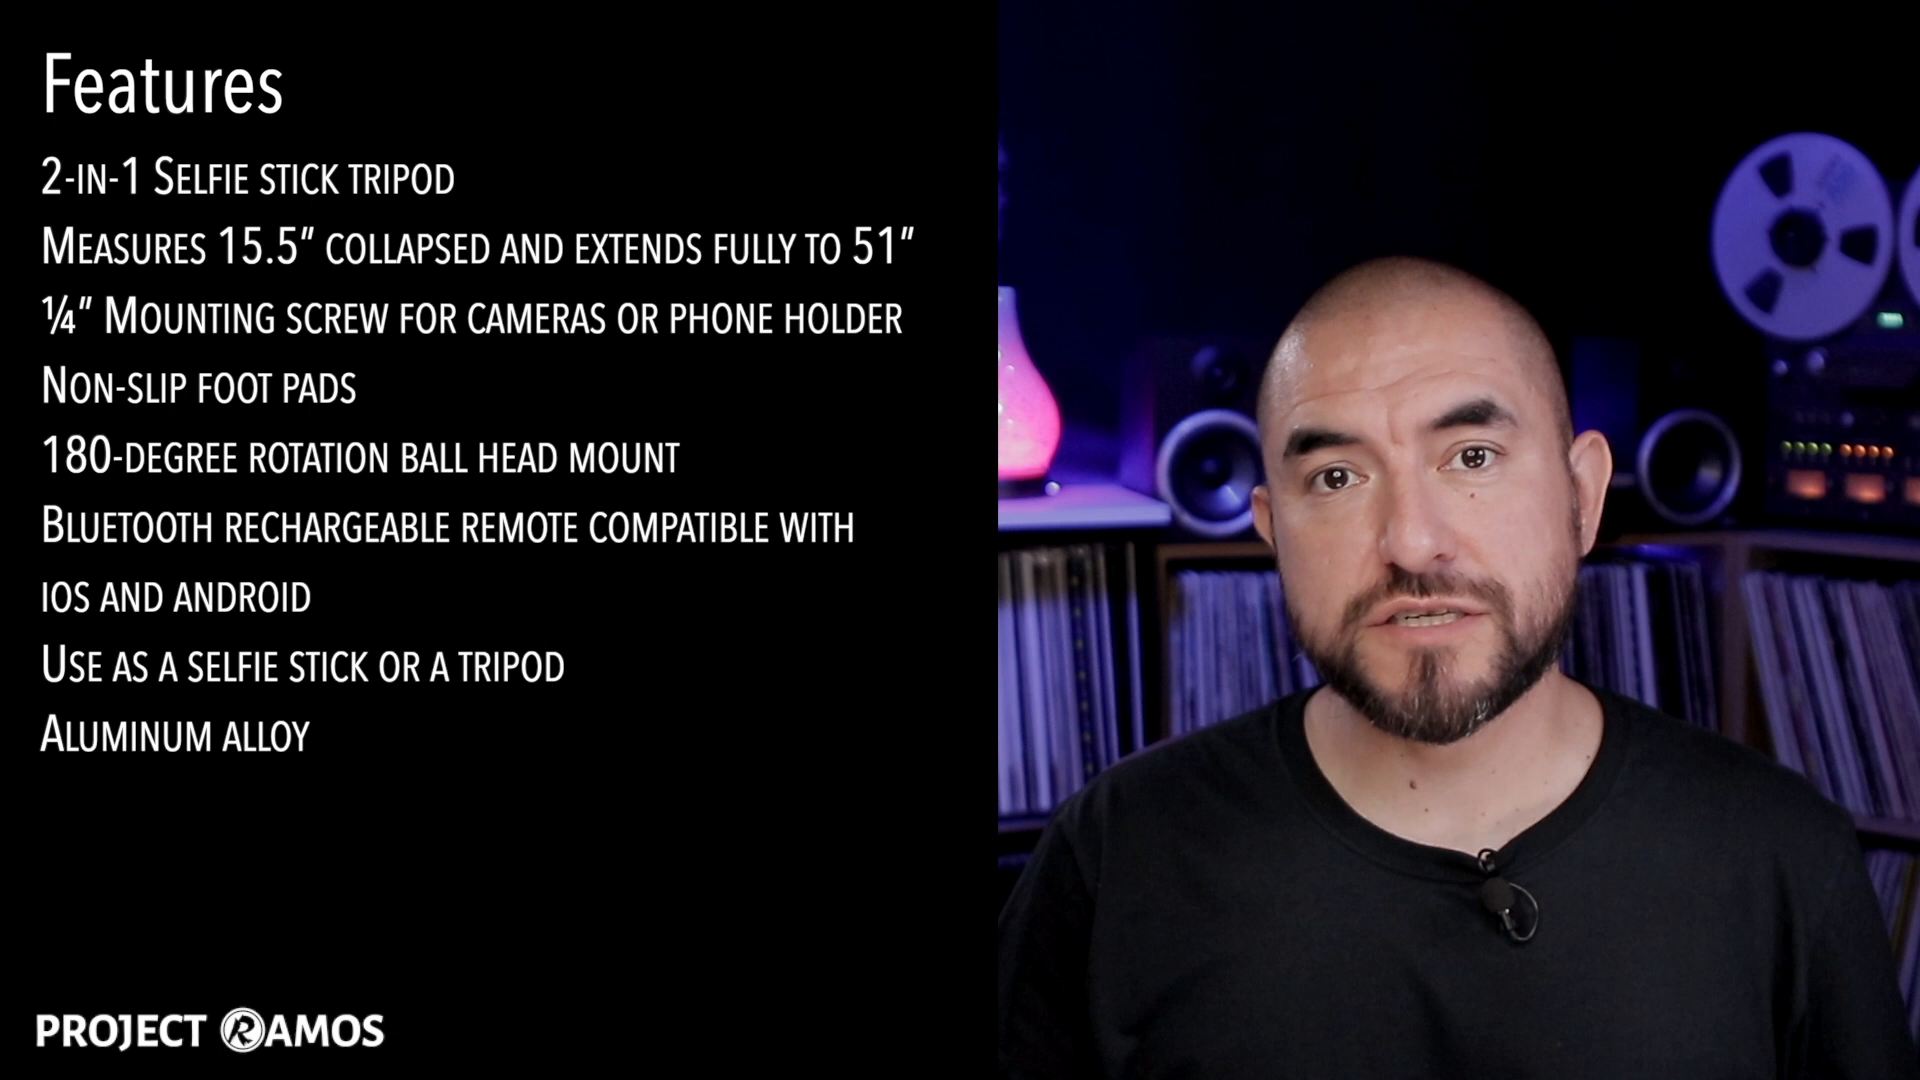 Features
2-in-1 Selfie stick tripod
Measures 15.5” collapsed and extends fully to 51”
¼” Mounting screw for cameras or phone holder
Non-slip foot pads
180-degree rotation ball head mount
Bluetooth rechargeable remote compatible with
ios and android
Use as a selfie stick or a tripod
Aluminum alloy
PROJECT RAMOS